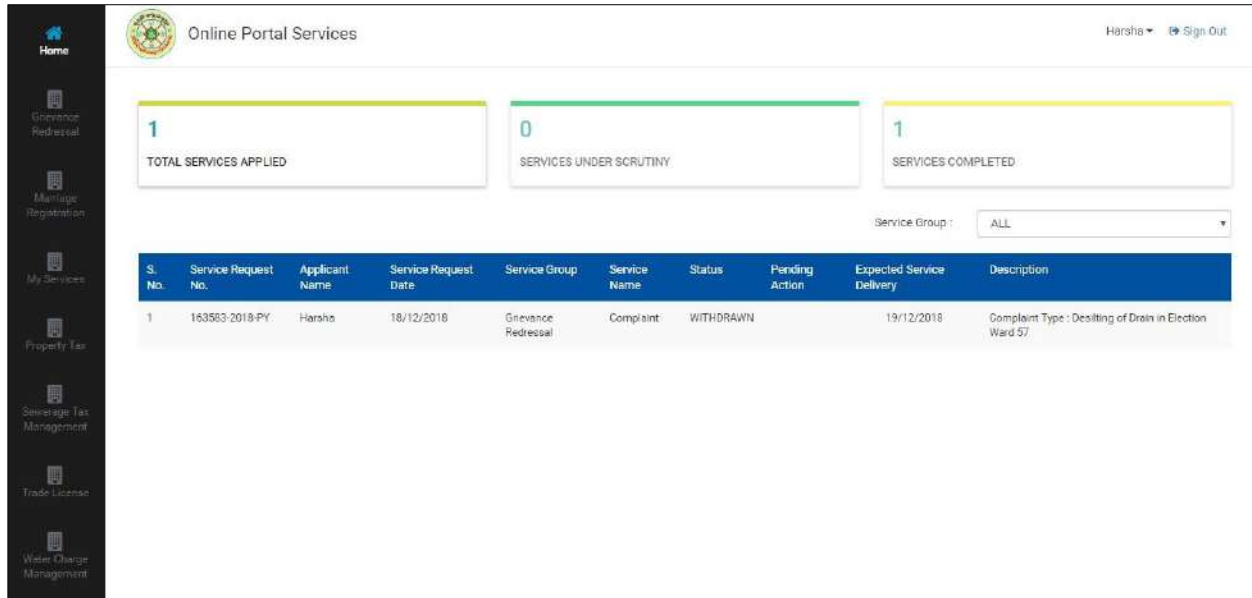 Online Portal Services
Harsha
Sign Out
Home
Grievance
Redressal
Marriage
Registration
My Services
Property Tax
Sewerage Tax
Management
Trade License
Water Charge
Management
1
TOTAL SERVICES APPLIED
0
SERVICES UNDER SCRUTINY
1
SERVICES COMPLETED
Service Group : ALL
S. No. Service Request No. Applicant Name Service Request Date Service Group Service Name Status Pending Action Expected Service Delivery Description
1 163583-2018-PY Harsha 18/12/2018 Grievance Redressal Complaint WITHDRAWN 19/12/2018 Complaint Type : Desilting of Drain in Election Ward 57